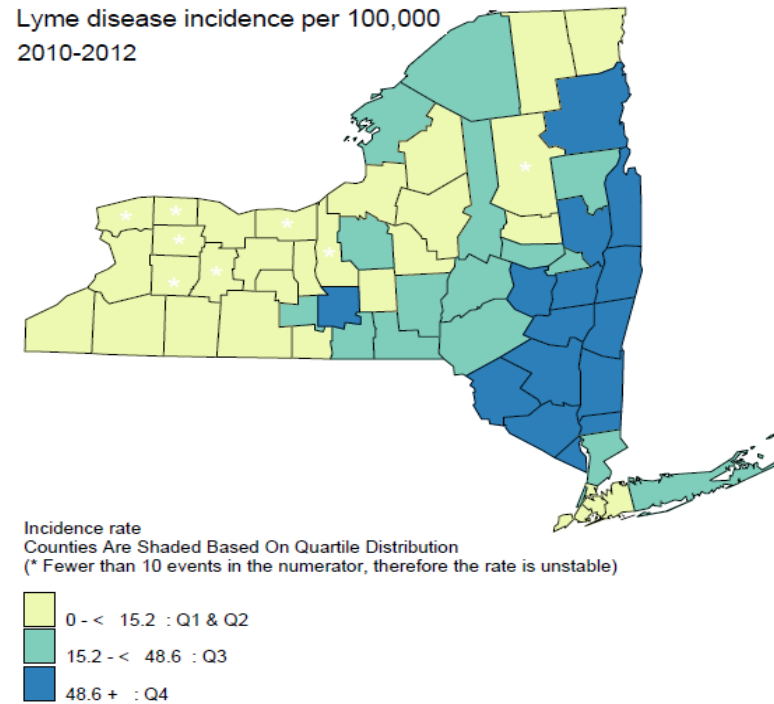 Lyme disease incidence per 100,000
2010-2012
* * * * * * * *
Incidence rate
Counties Are Shaded Based On Quartile Distribution
(* Fewer than 10 events in the numerator, therefore the rate is unstable)
0 - < 15.2 : Q1 & Q2
15.2 - < 48.6 : Q3
48.6 + : Q4